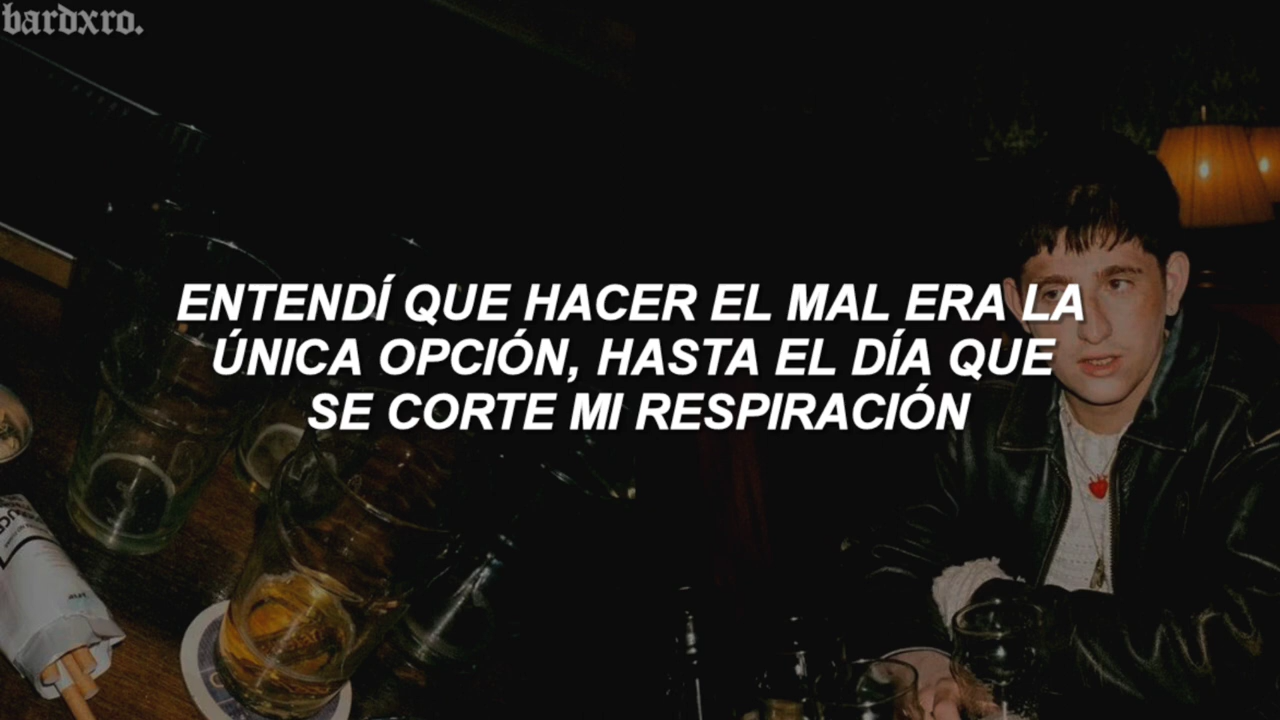 bardxro.
ENTENDÍ QUE HACER EL MAL ERA LA
ÚNICA OPCIÓN, HASTA EL DÍA QUE
SE CORTE MI RESPIRACIÓN